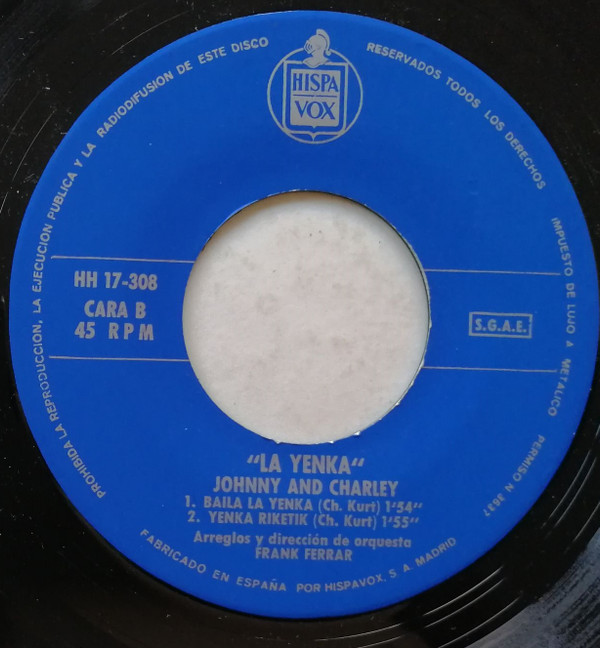 PROHIBIDA LA REPRODUCCION, LA EJECUCION PUBLICA Y LA RADIODIFUSION DE ESTE DISCO
RESERVADOS TODOS LOS DERECHOS
IMPUESTO DE LUJO A METALICO
PERMISO N 3687
HISPA
VOX
HH 17-308
CARA B
45 RPM
S.G.A.E.
"LA YENKA"
JOHNNY AND CHARLEY
1. BAILA LA YENKA (Ch. Kurt) 1'54"
2. YENKA RIKETIK (Ch. Kurt) 1'55"
Arreglos y dirección de orquesta
FRANK FERRAR
FABRICADO EN ESPAÑA POR HISPAVOX. S. A. MADRID